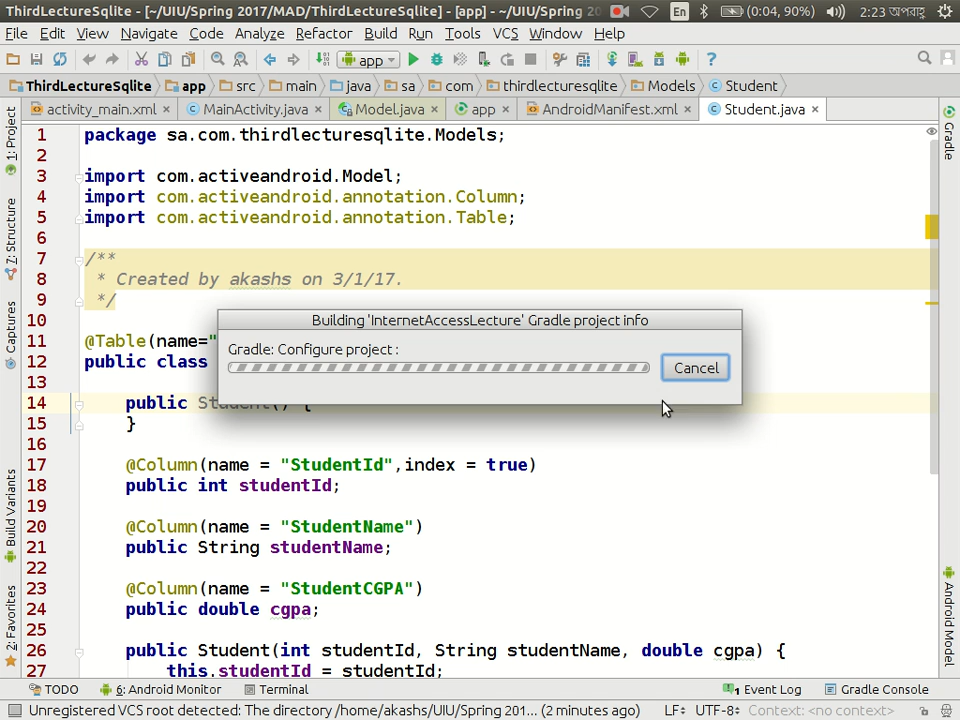 ThirdLectureSqlite - [~/UIU/Spring 2017/MAD/ThirdLectureSqlite] - [app] - ~/UIU/Spring 20
En
(0:04, 90%)
2:23 অপরাহ্ণ
File Edit View Navigate Code Analyze Refactor Build Run Tools VCS Window Help
app
ThirdLectureSqlite app src main java sa com thirdlecturesqlite Models Student
activity_main.xml MainActivity.java Model.java app AndroidManifest.xml Student.java
1: Project
7: Structure
Captures
Build Variants
2: Favorites
1 package sa.com.thirdlecturesqlite.Models;
2
3 import com.activeandroid.Model;
4 import com.activeandroid.annotation.Column;
5 import com.activeandroid.annotation.Table;
6
7 /**
8 * Created by akashs on 3/1/17.
9 */
10
11 @Table(name="
12 public class
13
14 public Student() {
15 }
16
17 @Column(name = "StudentId",index = true)
18 public int studentId;
19
20 @Column(name = "StudentName")
21 public String studentName;
22
23 @Column(name = "StudentCGPA")
24 public double cgpa;
25
26 public Student(int studentId, String studentName, double cgpa) {
27 this.studentId = studentId;
Building 'InternetAccessLecture' Gradle project info
Gradle: Configure project :
Cancel
Gradle
Android Model
TODO 6: Android Monitor Terminal 1 Event Log Gradle Console
Unregistered VCS root detected: The directory /home/akashs/UIU/Spring 201... (2 minutes ago) LF UTF-8 Context: <no context>